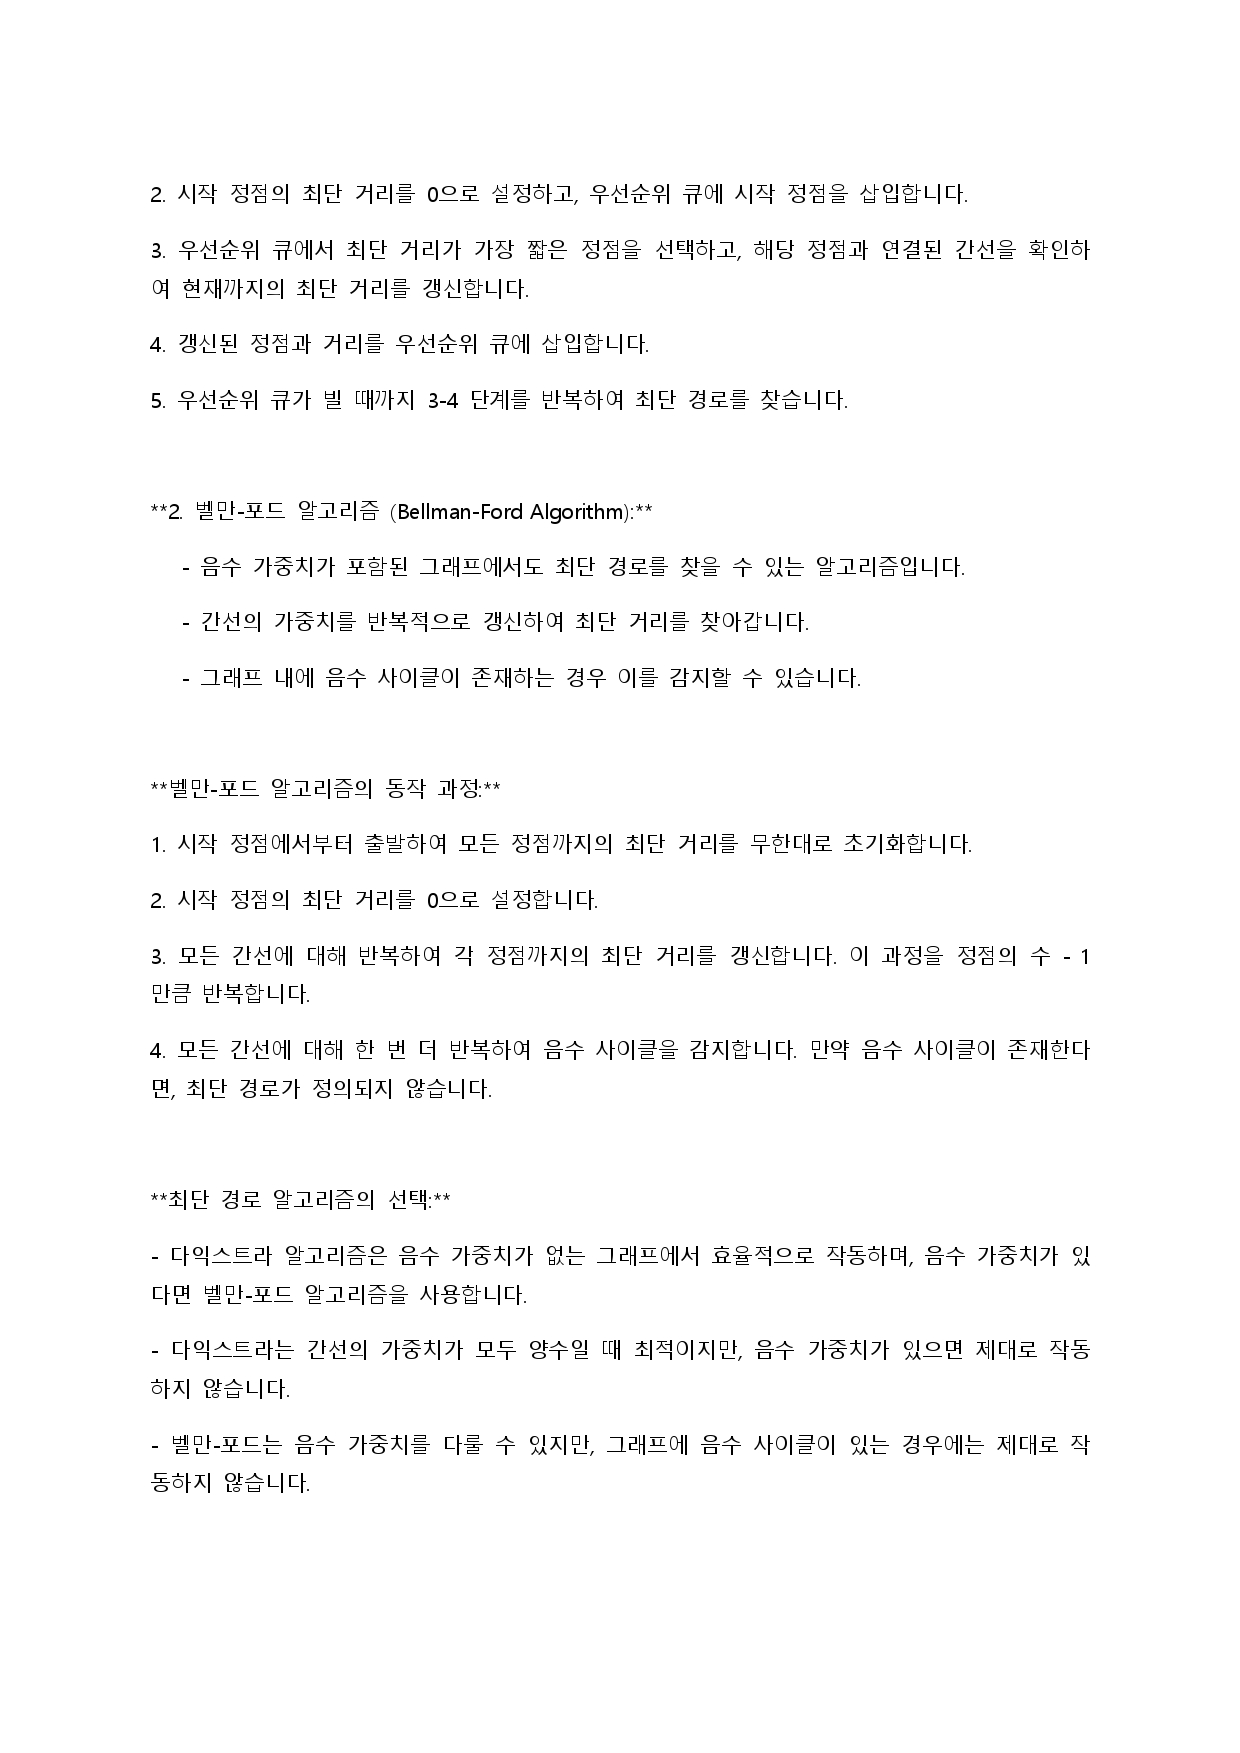 2. 시작 정점의 최단 거리를 0으로 설정하고, 우선순위 큐에 시작 정점을 삽입합니다.
3. 우선순위 큐에서 최단 거리가 가장 짧은 정점을 선택하고, 해당 정점과 연결된 간선을 확인하
여 현재까지의 최단 거리를 갱신합니다.
4. 갱신된 정점과 거리를 우선순위 큐에 삽입합니다.
5. 우선순위 큐가 빌 때까지 3-4 단계를 반복하여 최단 경로를 찾습니다.
**2. 벨만-포드 알고리즘 (Bellman-Ford Algorithm):**
- 음수 가중치가 포함된 그래프에서도 최단 경로를 찾을 수 있는 알고리즘입니다.
- 간선의 가중치를 반복적으로 갱신하여 최단 거리를 찾아갑니다.
- 그래프 내에 음수 사이클이 존재하는 경우 이를 감지할 수 있습니다.
**벨만-포드 알고리즘의 동작 과정:**
1. 시작 정점에서부터 출발하여 모든 정점까지의 최단 거리를 무한대로 초기화합니다.
2. 시작 정점의 최단 거리를 0으로 설정합니다.
3. 모든 간선에 대해 반복하여 각 정점까지의 최단 거리를 갱신합니다. 이 과정을 정점의 수 - 1
만큼 반복합니다.
4. 모든 간선에 대해 한 번 더 반복하여 음수 사이클을 감지합니다. 만약 음수 사이클이 존재한다
면, 최단 경로가 정의되지 않습니다.
**최단 경로 알고리즘의 선택:**
- 다익스트라 알고리즘은 음수 가중치가 없는 그래프에서 효율적으로 작동하며, 음수 가중치가 있
다면 벨만-포드 알고리즘을 사용합니다.
- 다익스트라는 간선의 가중치가 모두 양수일 때 최적이지만, 음수 가중치가 있으면 제대로 작동
하지 않습니다.
- 벨만-포드는 음수 가중치를 다룰 수 있지만, 그래프에 음수 사이클이 있는 경우에는 제대로 작
동하지 않습니다.